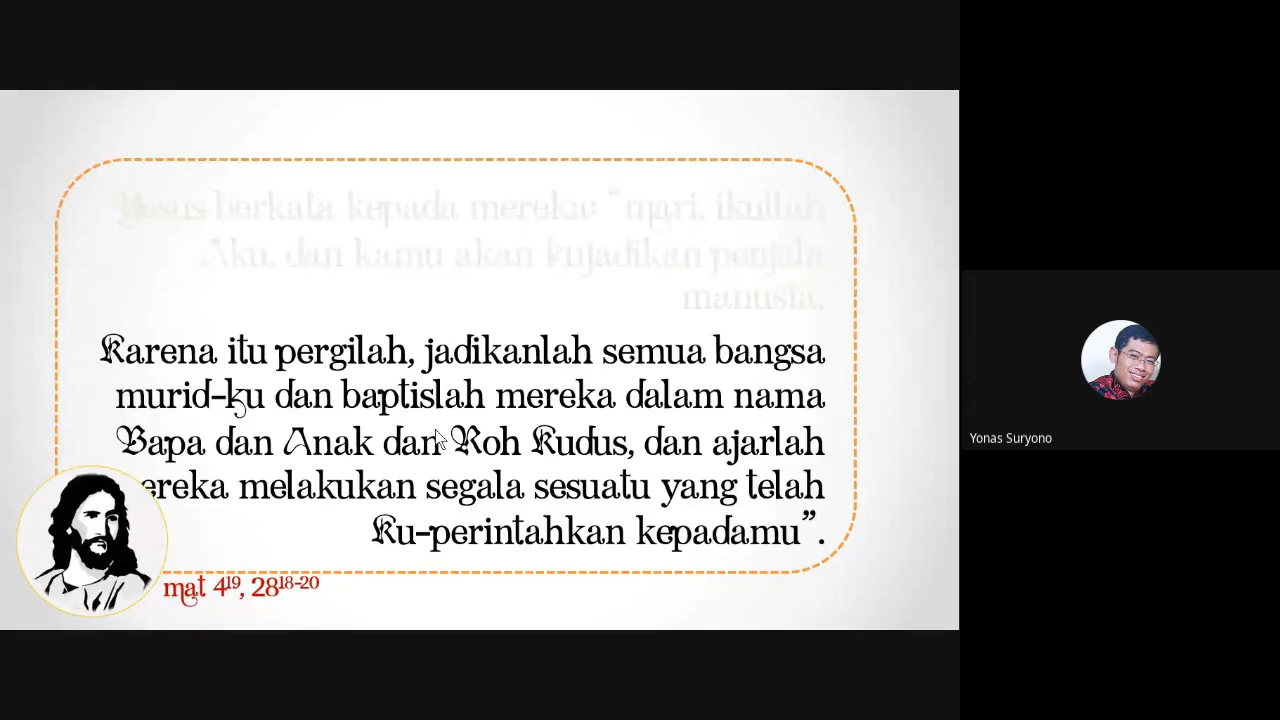 Yesus berkata kepada mereka: "mari, ikutlah
Aku, dan kamu akan kujadikan penjala
manusia.
Karena itu pergilah, jadikanlah semua bangsa
murid-ku dan baptislah mereka dalam nama
Bapa dan Anak dan Roh Kudus, dan ajarlah
ereka melakukan segala sesuatu yang telah
Ku-perintahkan kepadamu".
mat 4¹⁹, 28¹⁸⁻²⁰
Yonas Suryono